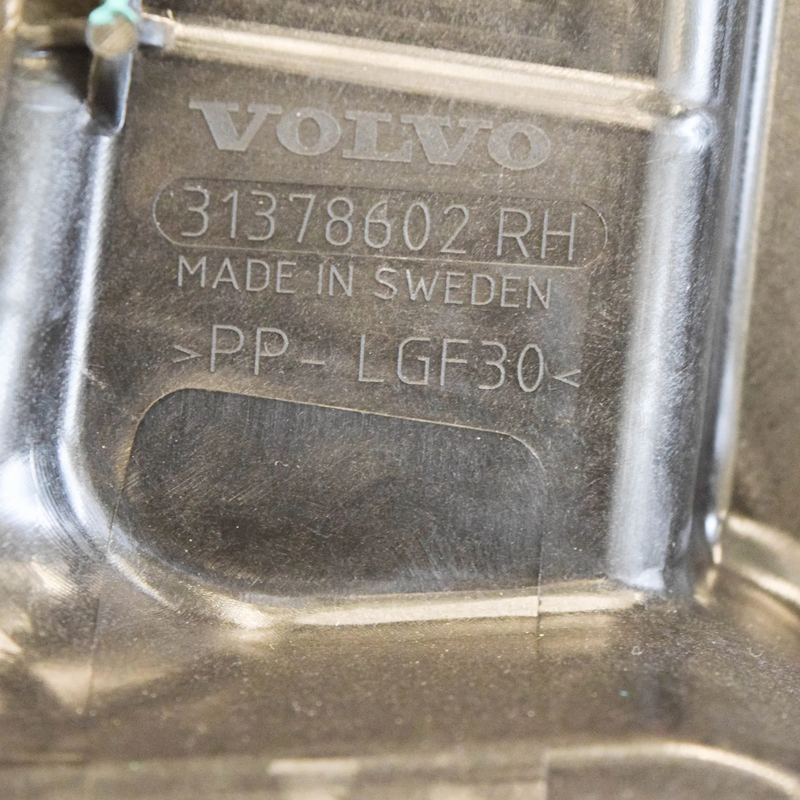 VOLVO
31378602 RH
MADE IN SWEDEN
>PP- LGF30<